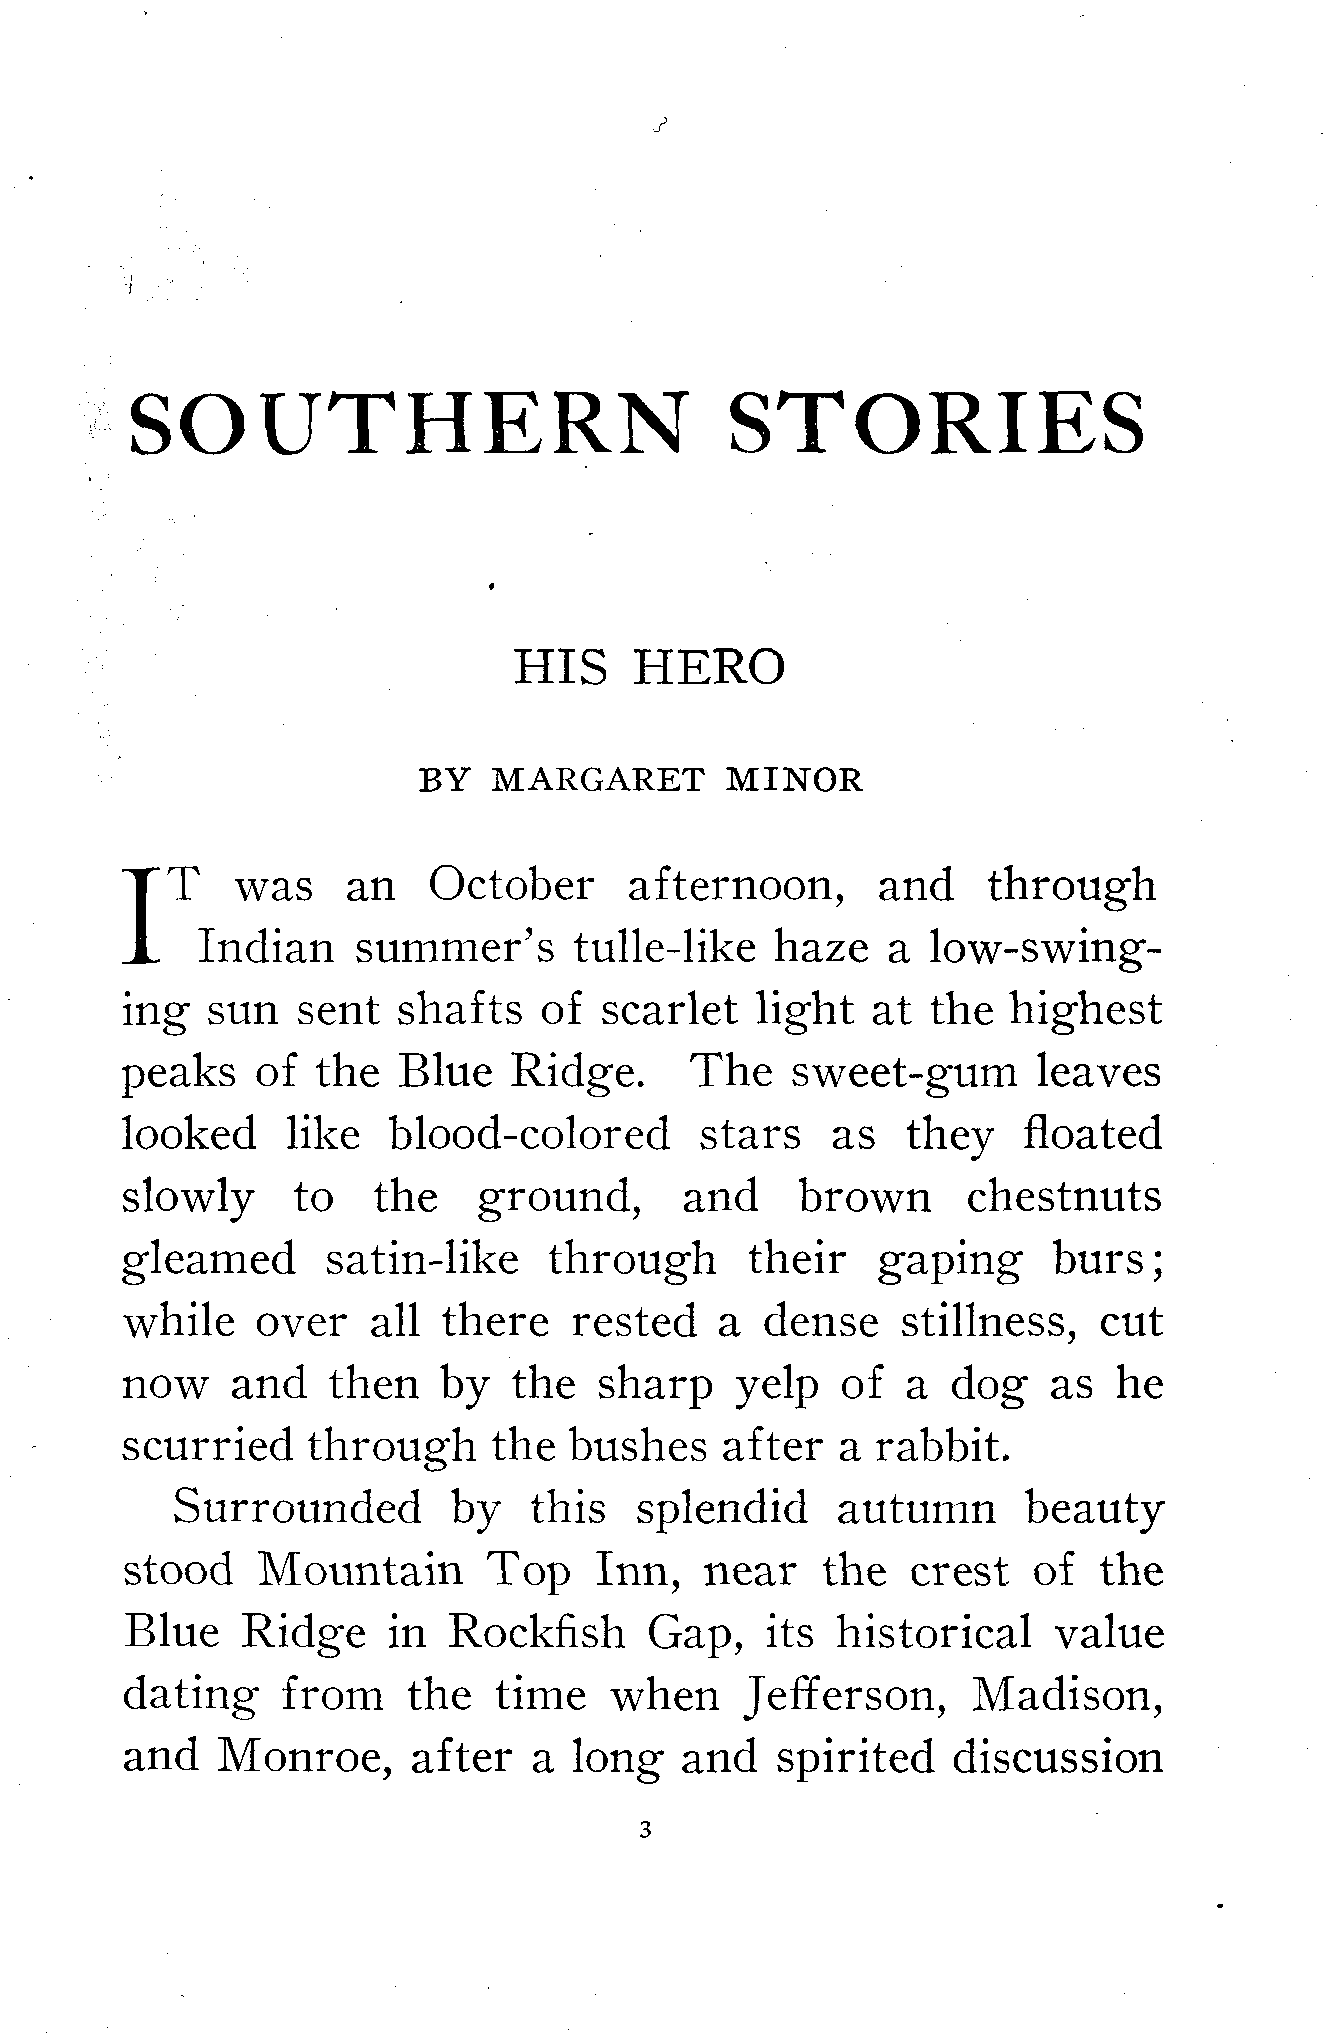 SOUTHERN STORIES
HIS HERO
BY MARGARET MINOR
IT was an October afternoon, and through
Indian summer's tulle-like haze a low-swing-
ing sun sent shafts of scarlet light at the highest
peaks of the Blue Ridge. The sweet-gum leaves
looked like blood-colored stars as they floated
slowly to the ground, and brown chestnuts
gleamed satin-like through their gaping burs;
while over all there rested a dense stillness, cut
now and then by the sharp yelp of a dog as he
scurried through the bushes after a rabbit.
Surrounded by this splendid autumn beauty
stood Mountain Top Inn, near the crest of the
Blue Ridge in Rockfish Gap, its historical value
dating from the time when Jefferson, Madison,
and Monroe, after a long and spirited discussion
3